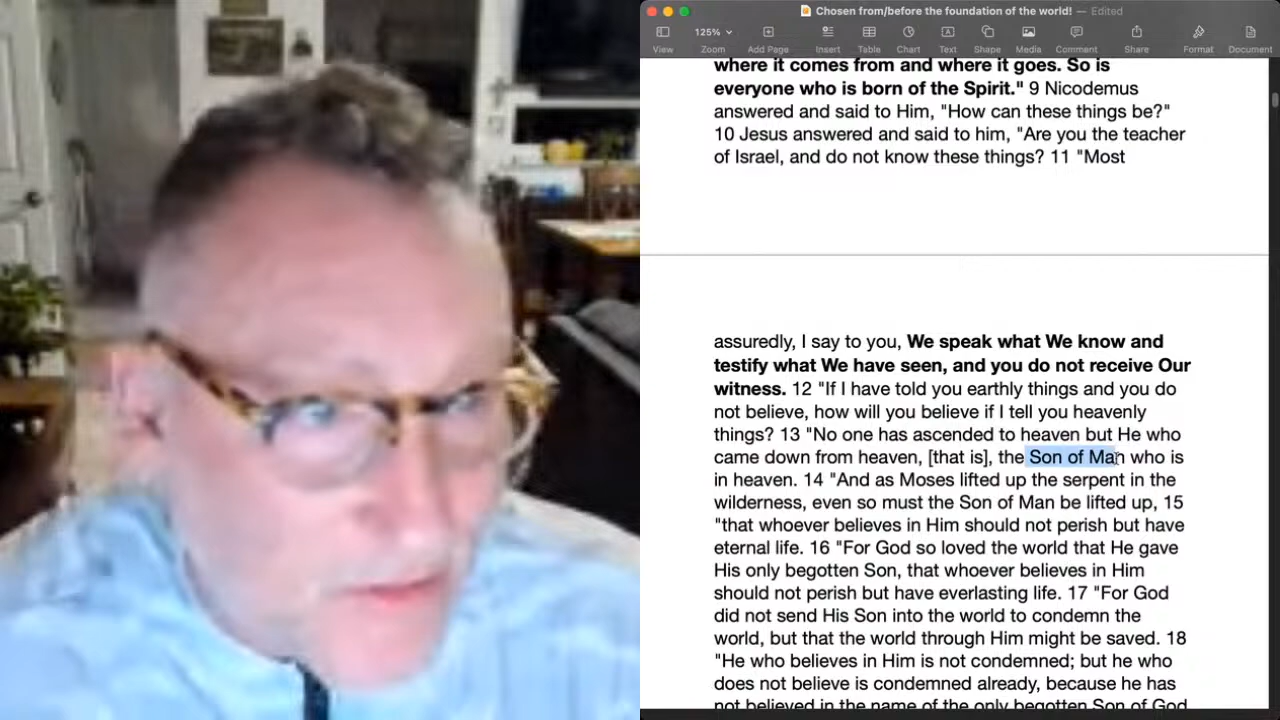 Chosen from/before the foundation of the world! — Edited
125%
View Zoom Add Page Insert Table Chart Text Shape Media Comment Share Format Document
where it comes from and where it goes. So is
everyone who is born of the Spirit." 9 Nicodemus
answered and said to Him, "How can these things be?"
10 Jesus answered and said to him, "Are you the teacher
of Israel, and do not know these things? 11 "Most
assuredly, I say to you, We speak what We know and
testify what We have seen, and you do not receive Our
witness. 12 "If I have told you earthly things and you do
not believe, how will you believe if I tell you heavenly
things? 13 "No one has ascended to heaven but He who
came down from heaven, [that is], the Son of Man who is
in heaven. 14 "And as Moses lifted up the serpent in the
wilderness, even so must the Son of Man be lifted up, 15
"that whoever believes in Him should not perish but have
eternal life. 16 "For God so loved the world that He gave
His only begotten Son, that whoever believes in Him
should not perish but have everlasting life. 17 "For God
did not send His Son into the world to condemn the
world, but that the world through Him might be saved. 18
"He who believes in Him is not condemned; but he who
does not believe is condemned already, because he has
not believed in the name of the only begotten Son of God